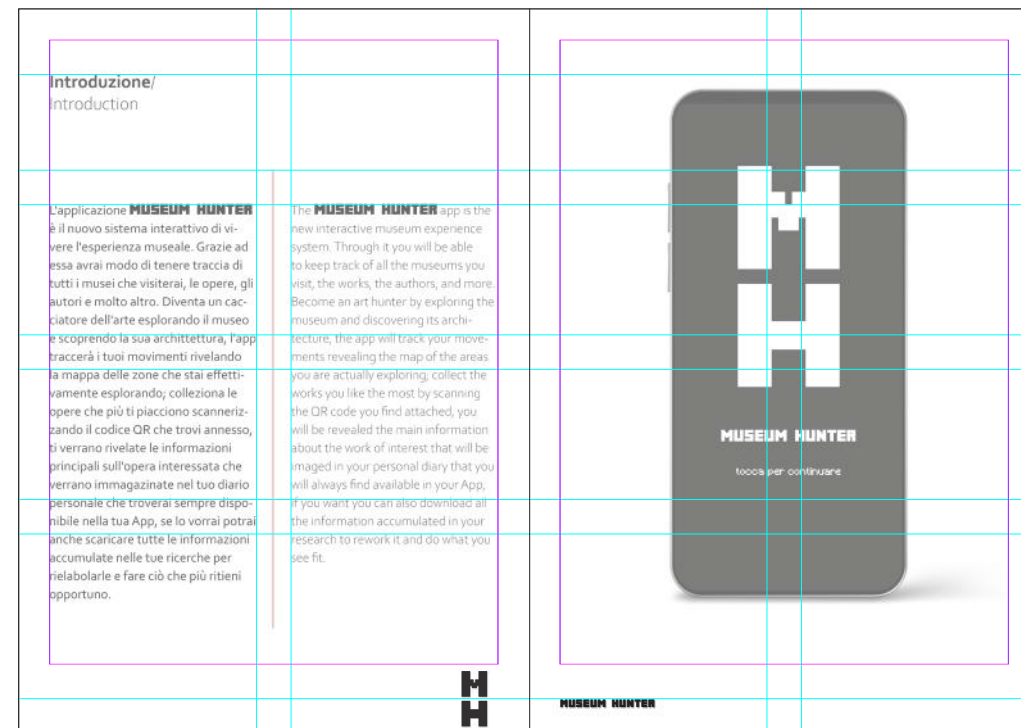 Introduzione/
Introduction
L'applicazione MUSEUM HUNTER
è il nuovo sistema interattivo di vi-
vere l'esperienza museale. Grazie ad
essa avrai modo di tenere traccia di
tutti i musei che visiterai, le opere, gli
autori e molto altro. Diventa un cac-
ciatore dell'arte esplorando il museo
e scoprendo la sua archittettura, l'app
traccerà i tuoi movimenti rivelando
la mappa delle zone che stai effetti-
vamente esplorando; colleziona le
opere che più ti piacciono scanneriz-
zando il codice QR che trovi annesso,
ti verrano rivelate le informazioni
principali sull'opera interessata che
verrano immagazinate nel tuo diario
personale che troverai sempre dispo-
nibile nella tua App, se lo vorrai potrai
anche scaricare tutte le informazioni
accumulate nelle tue ricerche per
rielabolarle e fare ciò che più ritieni
opportuno.
The MUSEUM HUNTER app is the
new interactive museum experience
system. Through it you will be able
to keep track of all the museums you
visit, the works, the authors, and more.
Become an art hunter by exploring the
museum and discovering its archi-
tecture, the app will track your move-
ments revealing the map of the areas
you are actually exploring; collect the
works you like the most by scanning
the QR code you find attached, you
will be revealed the main information
about the work of interest that will be
imaged in your personal diary that you
will always find available in your App,
if you want you can also download all
the information accumulated in your
research to rework it and do what you
see fit.
M
H
M
H
MUSEUM HUNTER
tocca per continuare
MUSEUM HUNTER